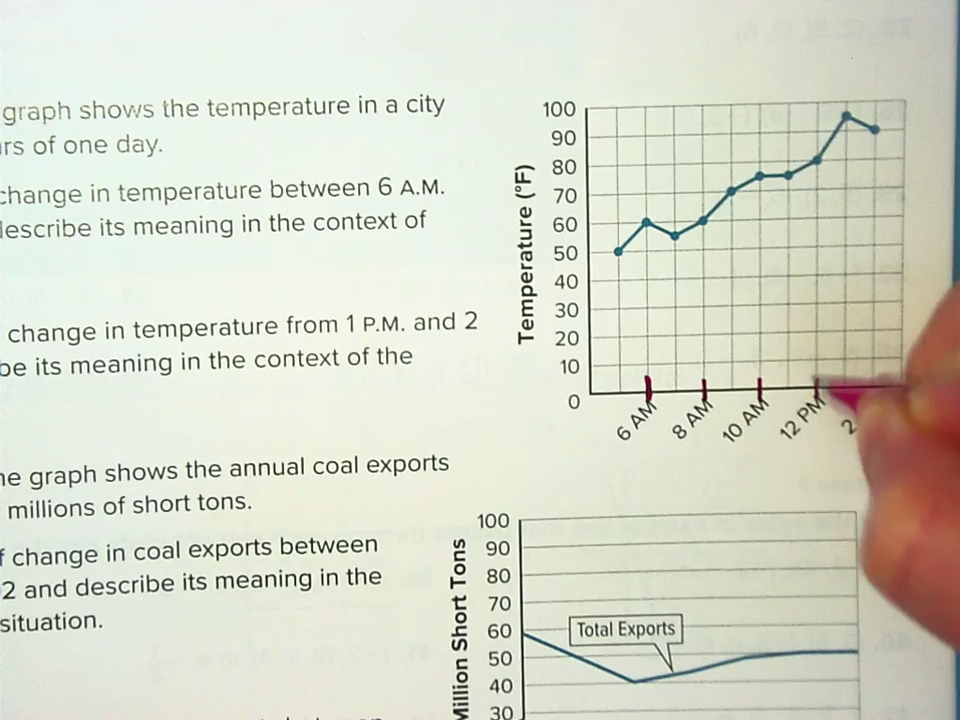 graph shows the temperature in a city
rs of one day.
change in temperature between 6 A.M.
describe its meaning in the context of
change in temperature from 1 P.M. and 2
be its meaning in the context of the
Temperature (°F)
100
90
80
70
60
50
40
30
20
10
0
6 AM
8 AM
10 AM
12 PM
2
he graph shows the annual coal exports
millions of short tons.
f change in coal exports between
2 and describe its meaning in the
situation.
Million Short Tons
100
90
80
70
60
50
40
30
Total Exports